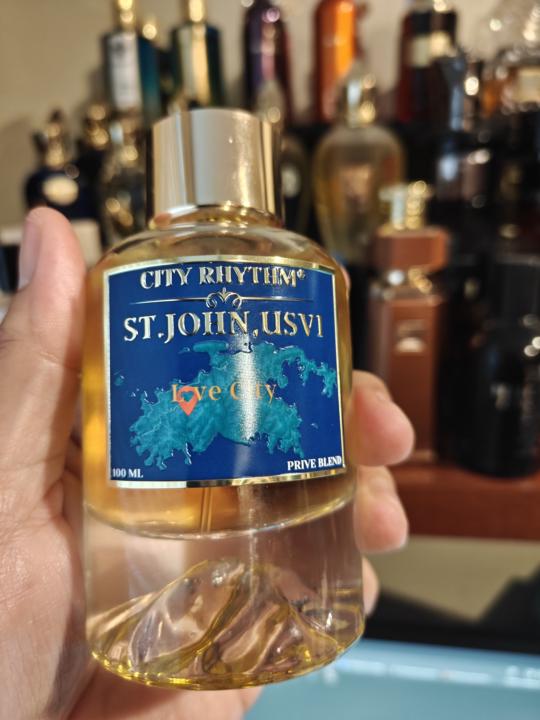 CITY RHYTHM®
ST.JOHN,USVI
Love City
100 ML
PRIVE BLEND